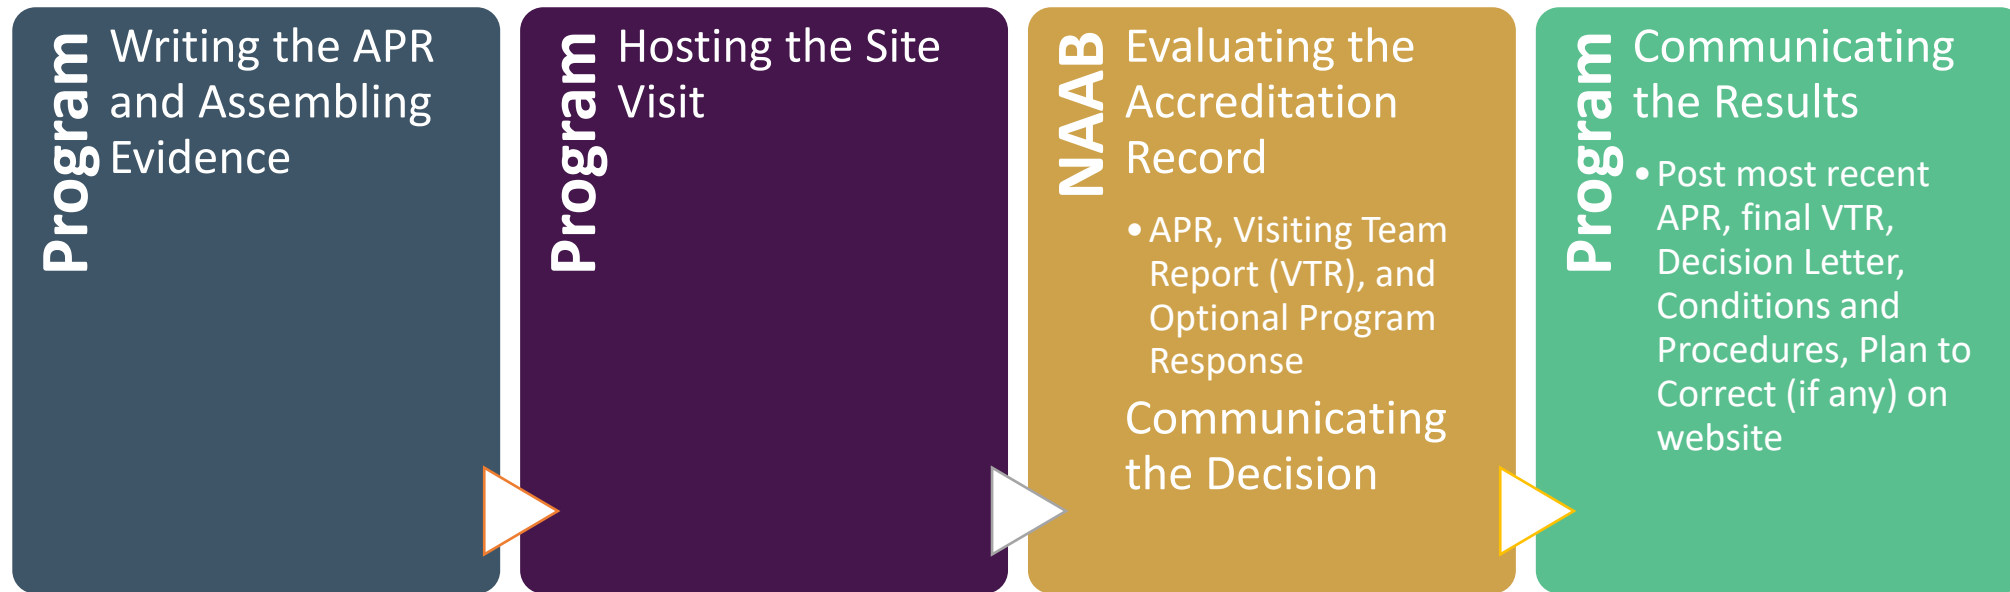 Program
Writing the APR
and Assembling
Evidence
Program
Hosting the Site
Visit
NAAB
Evaluating the
Accreditation
Record
•APR, Visiting Team
Report (VTR), and
Optional Program
Response
Communicating
the Decision
Program
Communicating
the Results
•Post most recent
APR, final VTR,
Decision Letter,
Conditions and
Procedures, Plan to
Correct (if any) on
website